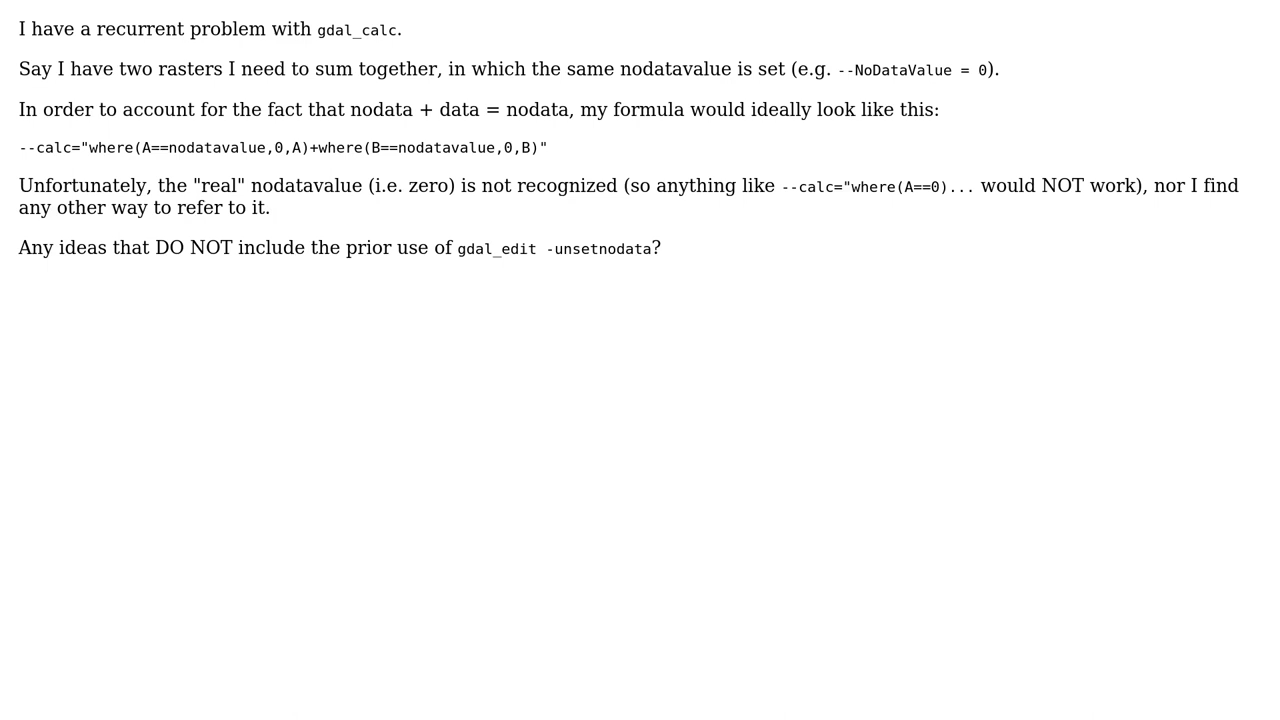 I have a recurrent problem with gdal_calc.
Say I have two rasters I need to sum together, in which the same nodatavalue is set (e.g. --NoDataValue = 0).
In order to account for the fact that nodata + data = nodata, my formula would ideally look like this:
--calc="where(A==nodatavalue,0,A)+where(B==nodatavalue,0,B)"
Unfortunately, the "real" nodatavalue (i.e. zero) is not recognized (so anything like --calc="where(A==0)... would NOT work), nor I find
any other way to refer to it.
Any ideas that DO NOT include the prior use of gdal_edit -unsetnodata?